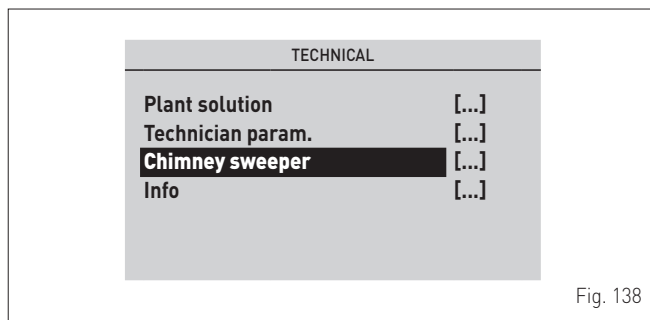 TECHNICAL
Plant solution [...]
Technician param. [...]
Chimney sweeper [...]
Info [...]
Fig. 138